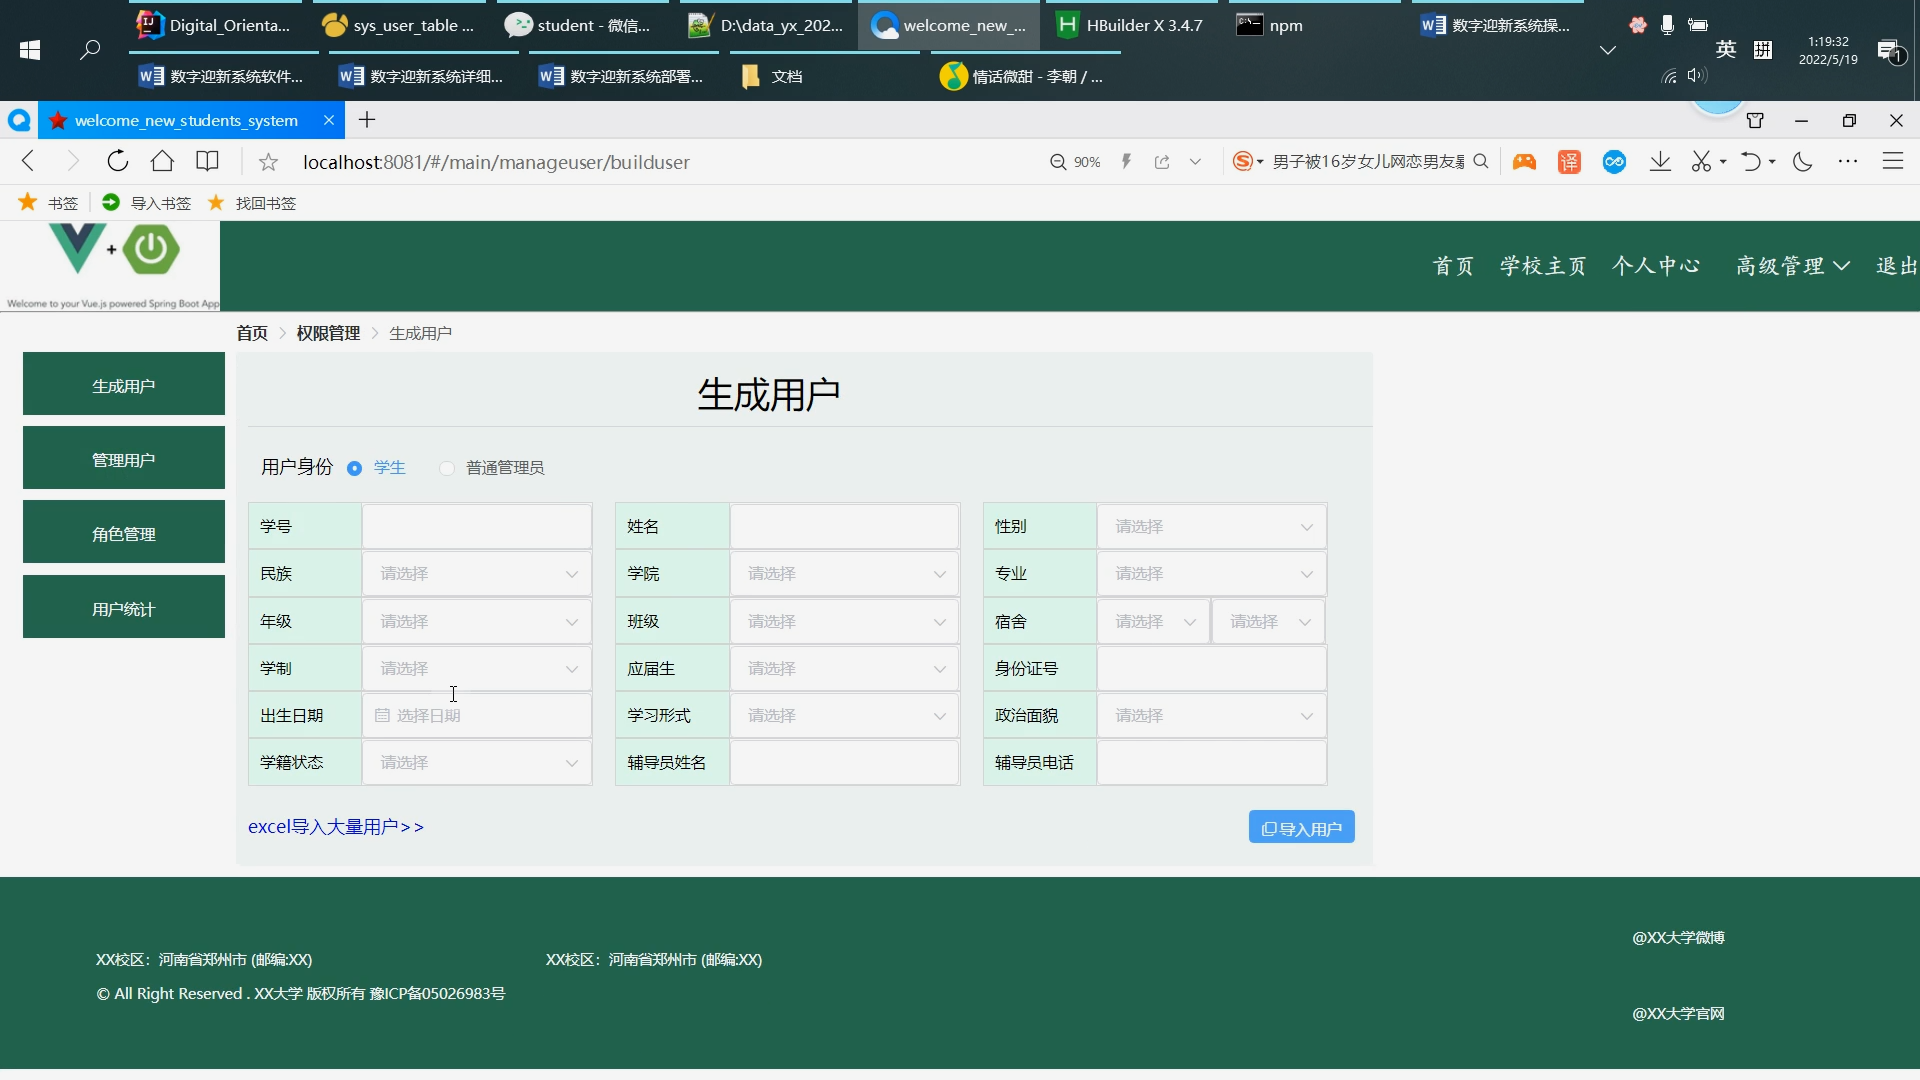 Digital_Orienta...
sys_user_table ...
student - 微信...
D:\data_yx_202...
welcome_new_...
HBuilder X 3.4.7
npm
数字迎新系统操...
数字迎新系统软件...
数字迎新系统详细...
数字迎新系统部署...
文档
情话微甜 - 李朝 / ...
英
拼
1:19:32
2022/5/19
1
welcome_new_students_system
localhost:8081/#/main/manageuser/builduser
90%
男子被16岁女儿网恋男友
译
书签
导入书签
找回书签
+
Welcome to your Vue.js powered Spring Boot App
首页
学校主页
个人中心
高级管理
退出
首页 > 权限管理 > 生成用户
生成用户
管理用户
角色管理
用户统计
生成用户
用户身份 学生 普通管理员
学号
姓名
性别 请选择
民族 请选择
学院 请选择
专业 请选择
年级 请选择
班级 请选择
宿舍 请选择 请选择
学制 请选择
应届生 请选择
身份证号
出生日期 选择日期
学习形式 请选择
政治面貌 请选择
学籍状态 请选择
辅导员姓名
辅导员电话
excel导入大量用户>>
导入用户
XX校区：河南省郑州市 (邮编:XX)
XX校区：河南省郑州市 (邮编:XX)
© All Right Reserved . XX大学 版权所有 豫ICP备05026983号
@XX大学微博
@XX大学官网